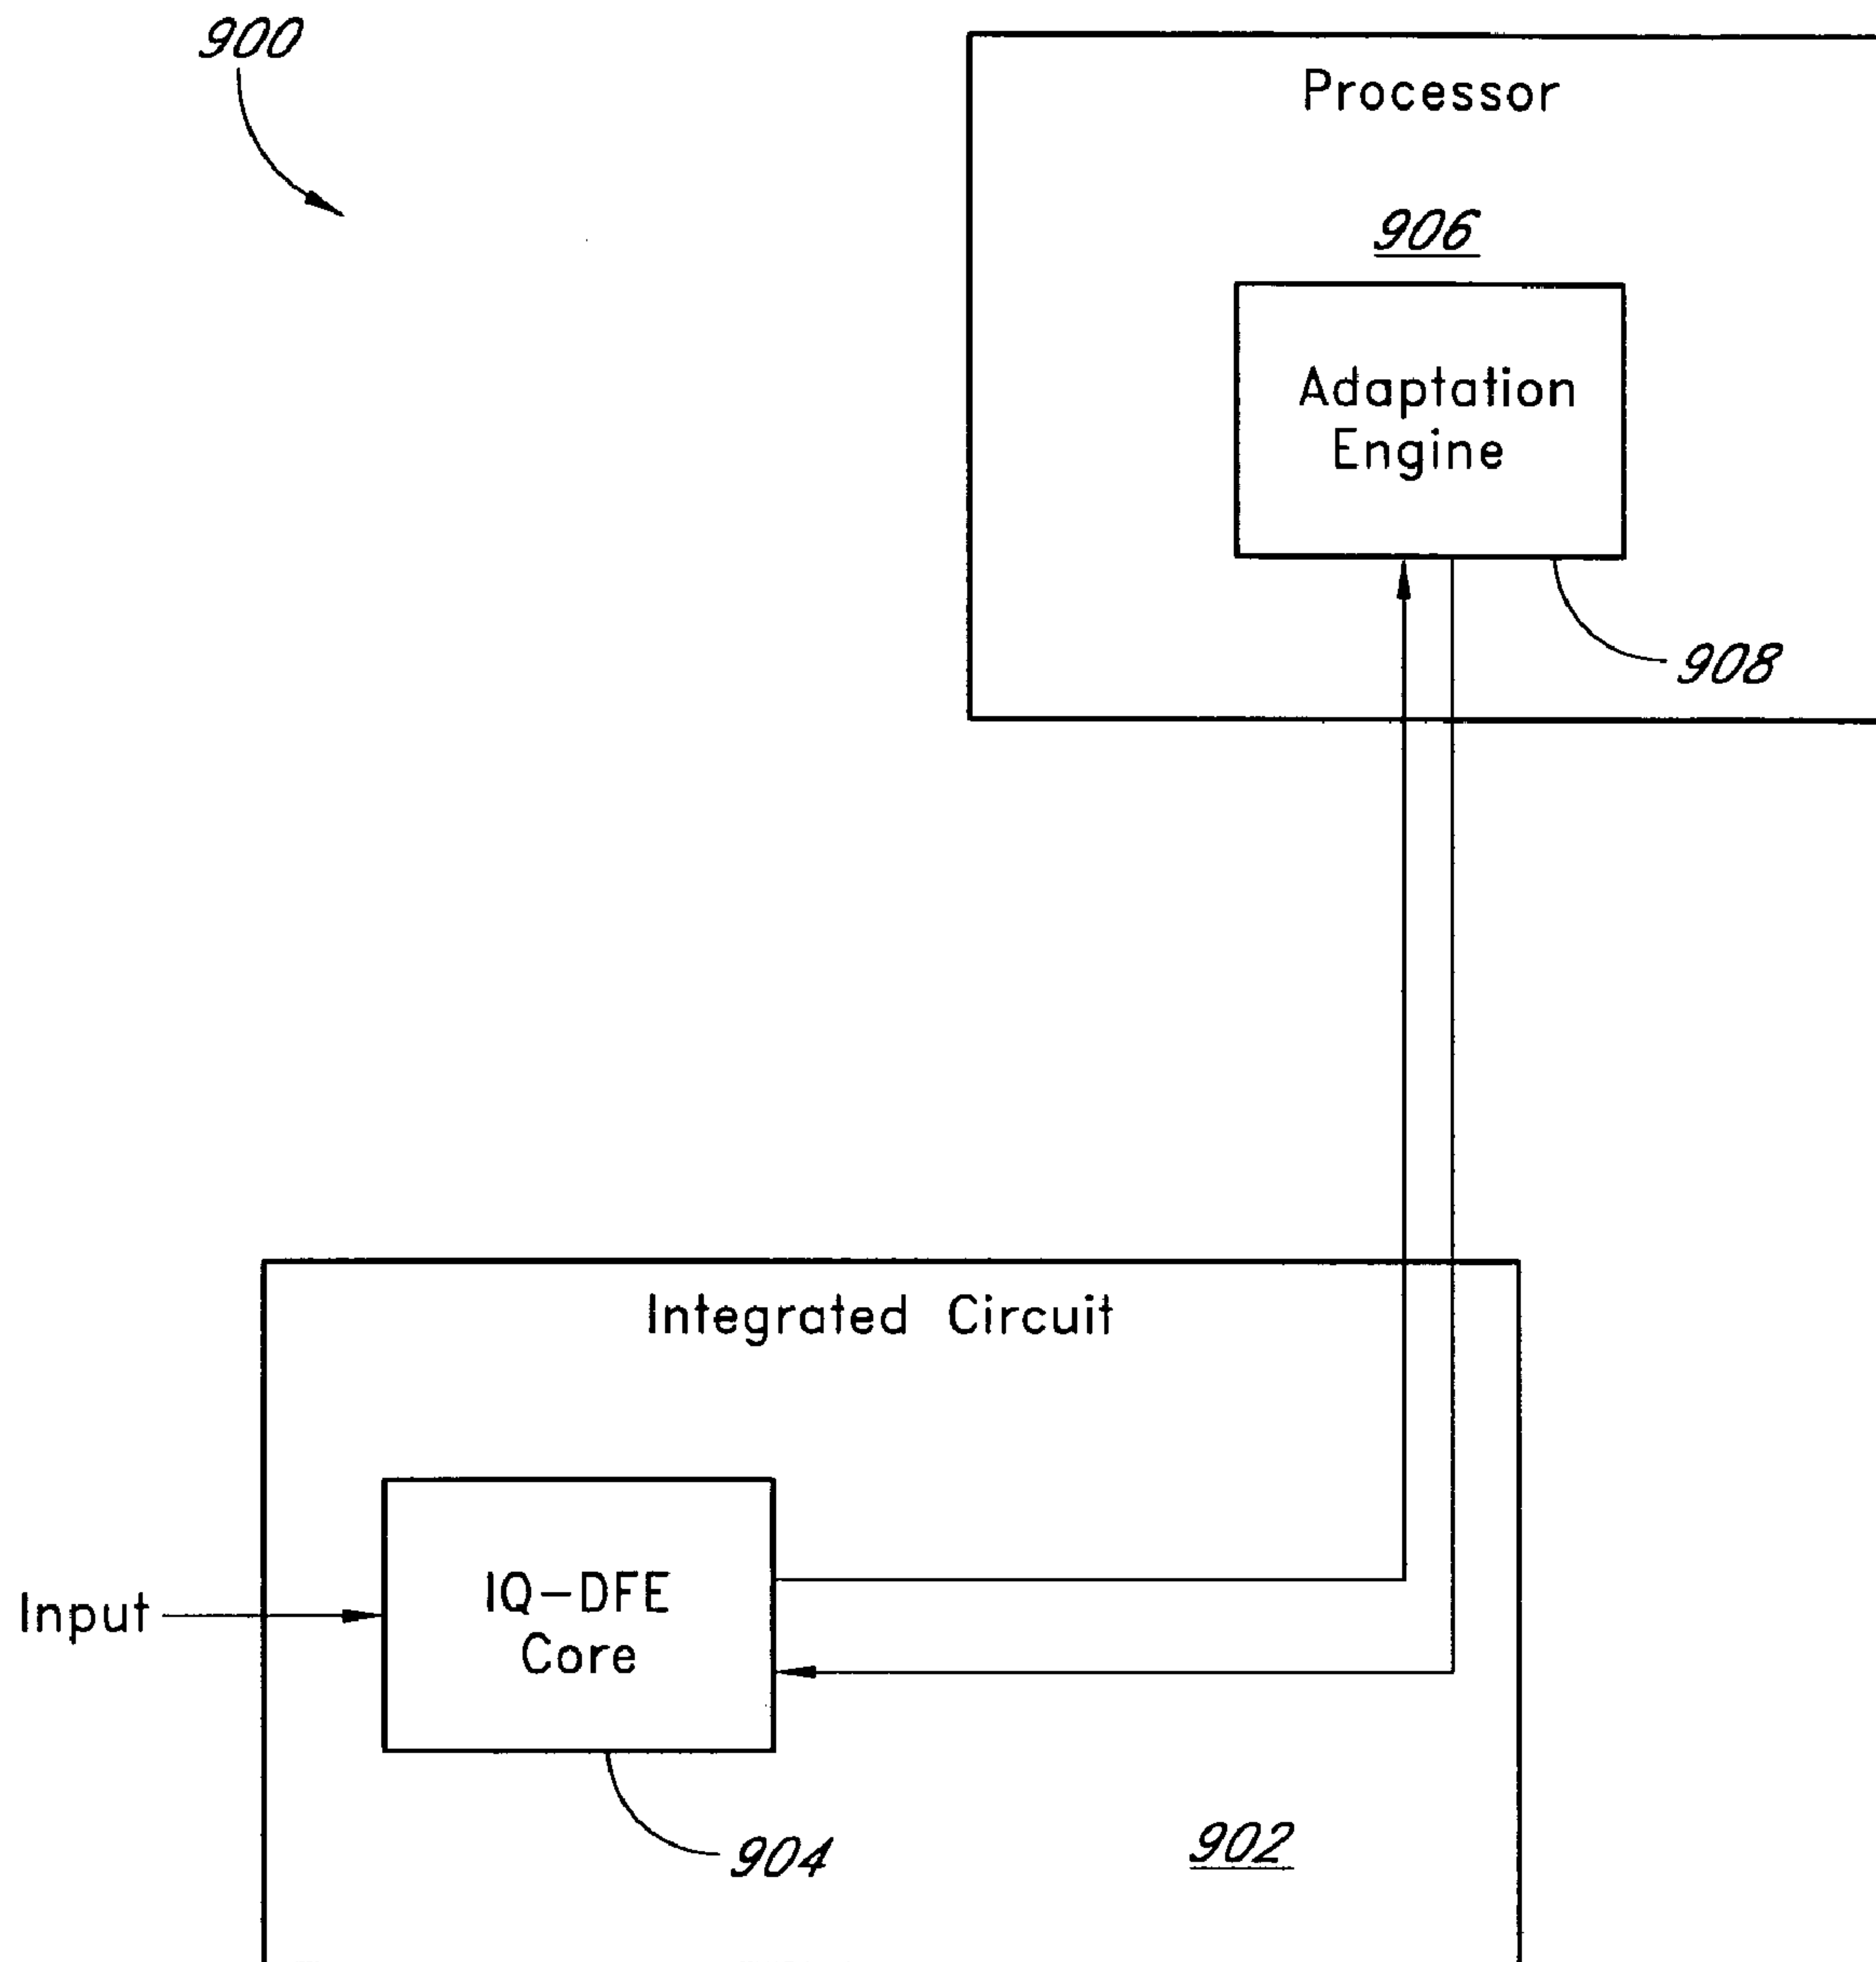 900
Processor
906
Adaptation
Engine
908
Integrated Circuit
Input
IQ-DFE
Core
904
902